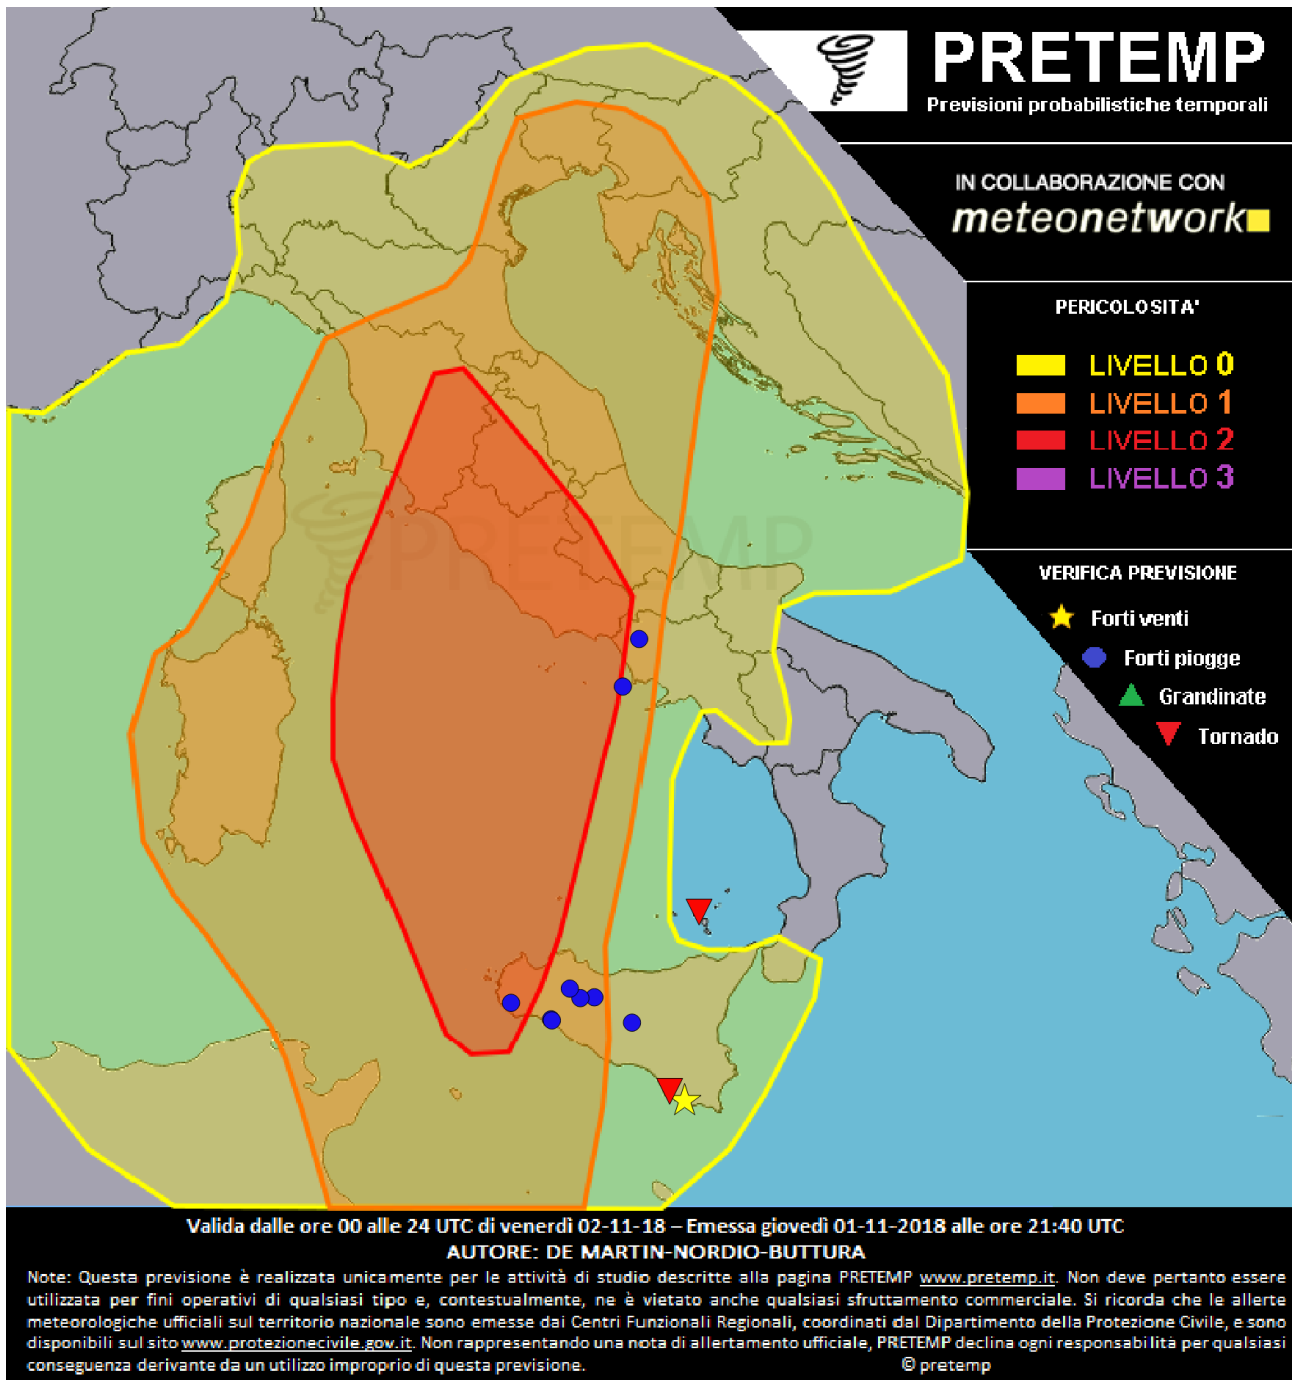 PRETEMP
Previsioni probabilistiche temporali
IN COLLABORAZIONE CON
meteonetwork
PERICOLOSITA'
LIVELLO 0
LIVELLO 1
LIVELLO 2
LIVELLO 3
PRETEMP
VERIFICA PREVISIONE
Forti venti
Forti piogge
Grandinate
Tornado
Valida dalle ore 00 alle 24 UTC di venerdì 02-11-18 – Emessa giovedì 01-11-2018 alle ore 21:40 UTC
AUTORE: DE MARTIN-NORDIO-BUTTURA
Note: Questa previsione è realizzata unicamente per le attività di studio descritte alla pagina PRETEMP www.pretemp.it. Non deve pertanto essere
utilizzata per fini operativi di qualsiasi tipo e, contestualmente, ne è vietato anche qualsiasi sfruttamento commerciale. Si ricorda che le allerte
meteorologiche ufficiali sul territorio nazionale sono emesse dai Centri Funzionali Regionali, coordinati dal Dipartimento della Protezione Civile, e sono
disponibili sul sito www.protezionecivile.gov.it. Non rappresentando una nota di allertamento ufficiale, PRETEMP declina ogni responsabilità per qualsiasi
conseguenza derivante da un utilizzo improprio di questa previsione. © pretemp